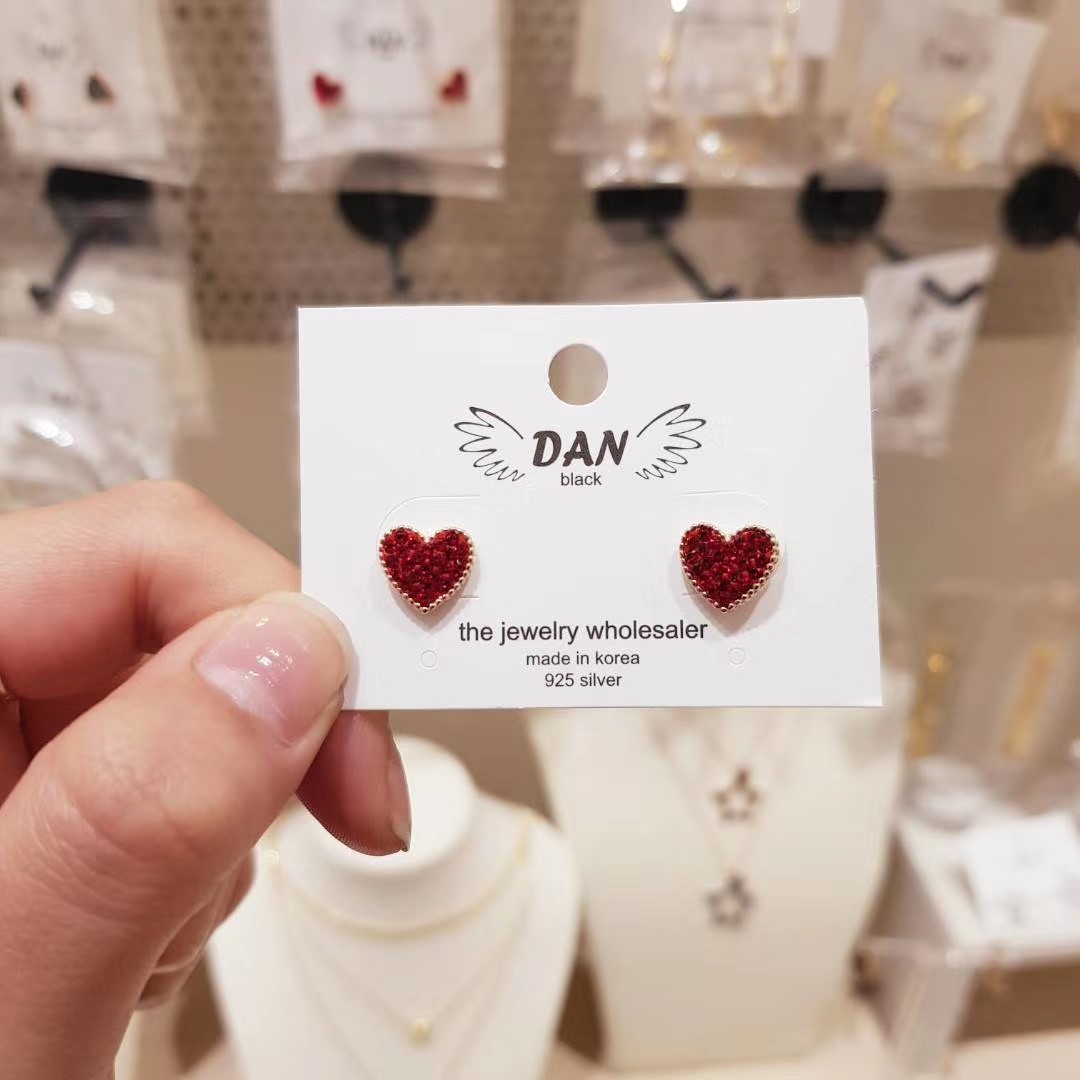 DAN
black
the jewelry wholesaler
made in korea
925 silver